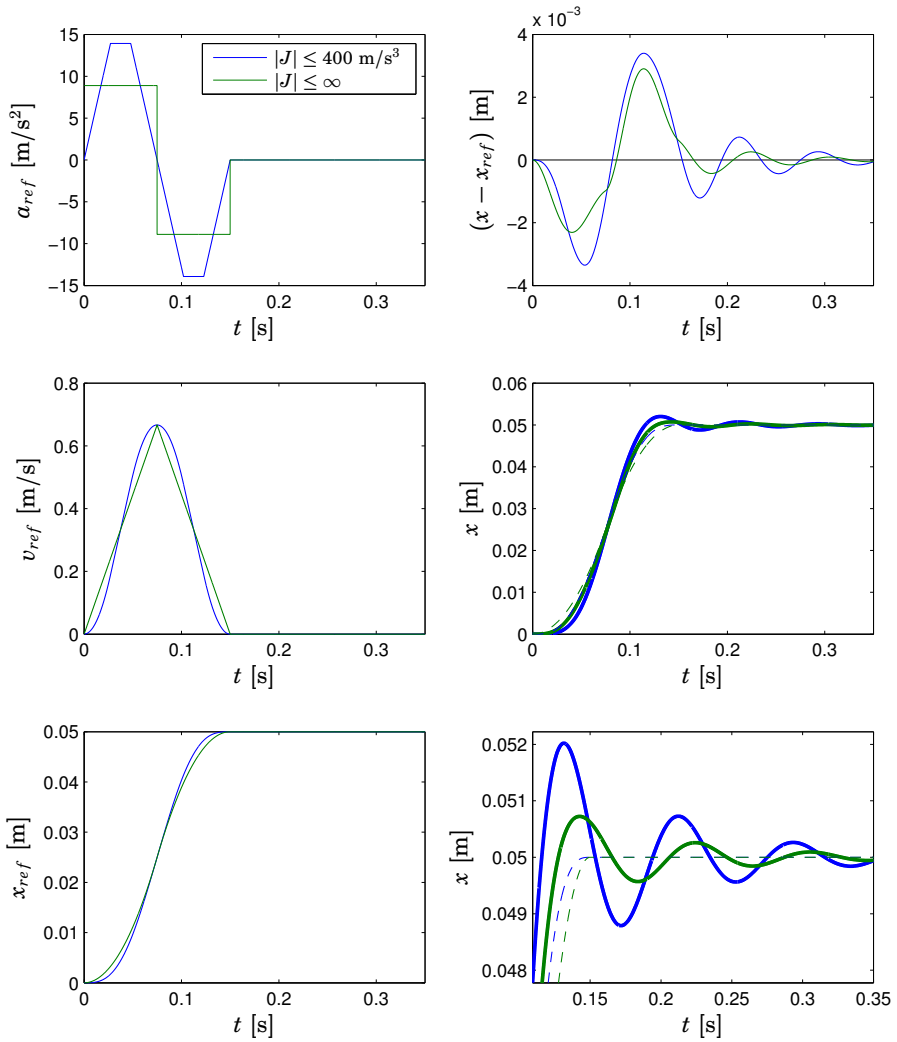 15
10
5
0
−5
−10
−15
a_ref [m/s²]
|J| ≤ 400 m/s³
|J| ≤ ∞
0 0.1 0.2 0.3
t [s]
x 10⁻³
4
2
0
−2
−4
(x − x_ref) [m]
0 0.1 0.2 0.3
t [s]
0.8
0.6
0.4
0.2
0
v_ref [m/s]
0 0.1 0.2 0.3
t [s]
0.06
0.05
0.04
0.03
0.02
0.01
0
x [m]
0 0.1 0.2 0.3
t [s]
0.05
0.04
0.03
0.02
0.01
0
x_ref [m]
0 0.1 0.2 0.3
t [s]
0.052
0.051
0.05
0.049
0.048
x [m]
0.15 0.2 0.25 0.3 0.35
t [s]